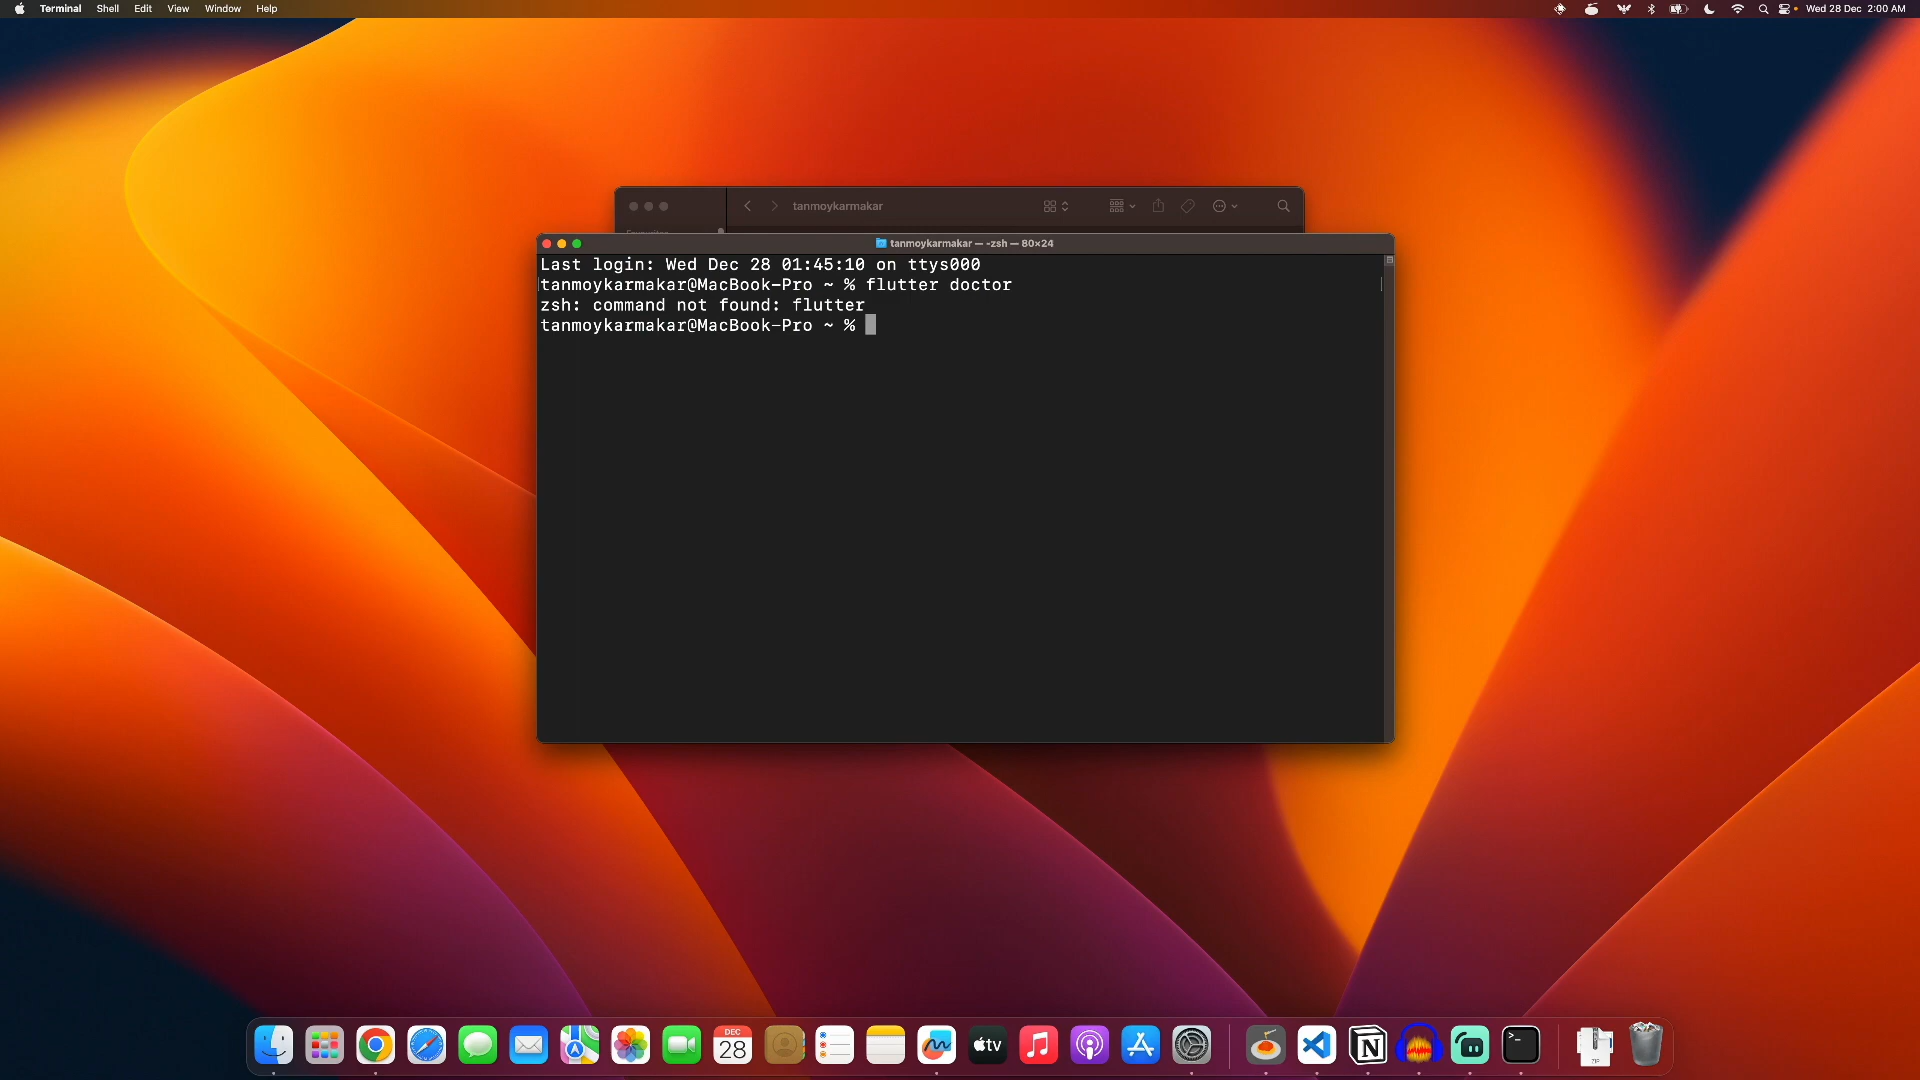 Terminal Shell Edit View Window Help
Wed 28 Dec 2:00 AM
tanmoykarmakar
tanmoykarmakar — -zsh — 80×24
Last login: Wed Dec 28 01:45:10 on ttys000
tanmoykarmakar@MacBook-Pro ~ % flutter doctor
zsh: command not found: flutter
tanmoykarmakar@MacBook-Pro ~ %
DEC
28
tv
ZIP